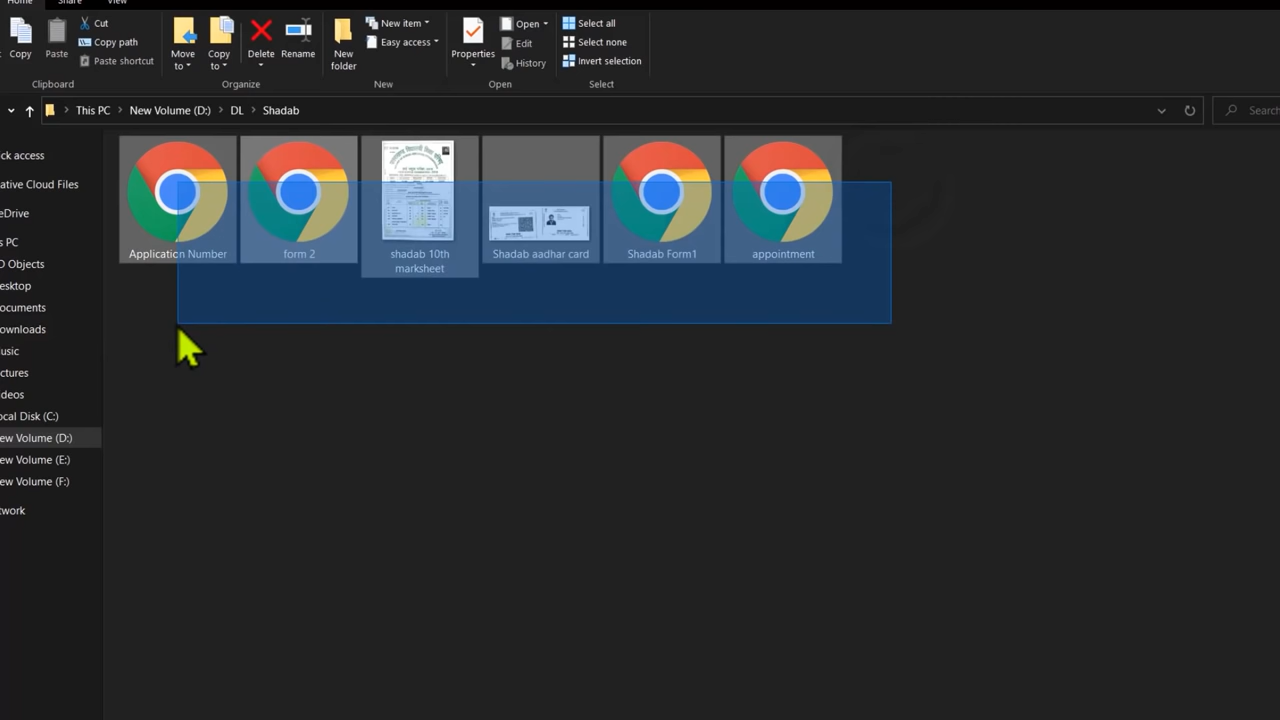 Home Share View
Copy
Paste
Cut
Copy path
Paste shortcut
Clipboard
Move
to
Copy
to
Delete
Rename
Organize
New
folder
New item
Easy access
New
Properties
Open
Edit
History
Open
Select all
Select none
Invert selection
Select
This PC > New Volume (D:) > DL > Shadab
Search
ck access
ative Cloud Files
eDrive
s PC
D Objects
esktop
ocuments
ownloads
usic
ctures
deos
ocal Disk (C:)
ew Volume (D:)
ew Volume (E:)
ew Volume (F:)
twork
Application Number
form 2
shadab 10th
marksheet
Shadab aadhar card
Shadab Form1
appointment